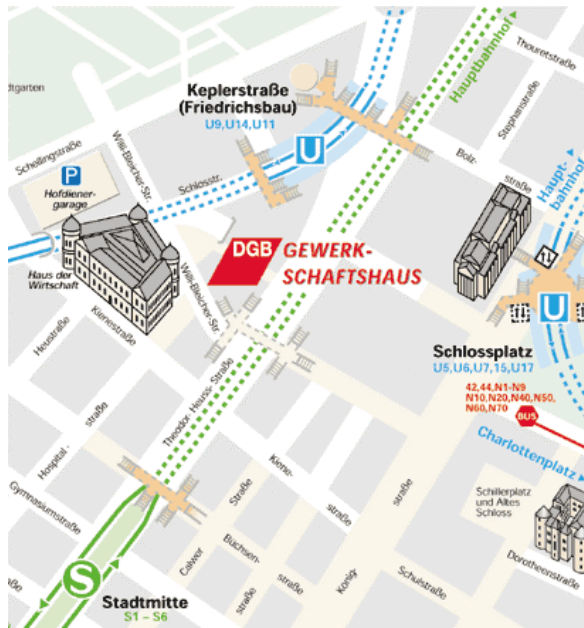 Hauptbahnhof
Thouretstraße
dtgarten
Keplerstraße
(Friedrichsbau)
U9,U14,U11
Stephanstraße
Schellingstraße
Willi-Bleicher-Str.
U
Bolz-
straße
P
Hofdiener-
garage
Schlosstr.
Haupt-
bahnhof
DGB
GEWERK-
SCHAFTSHAUS
Haus der
Wirtschaft
Willi-Bleicher-Str.
Kienestraße
Heustraße
U
Schlossplatz
U5,U6,U7,15,U17
Theodor-Heuss-Straße
42,44,N1-N9
N10,N20,N40,N50,
N60,N70
BUS
Charlottenplatz
Hospital-
straße
Kiene-
straße
Gymnasiumstraße
Straße
Calwer
Buchsen-
straße
straße
König-
Schulstraße
Schillerplatz
und Altes
Schloss
Dorotheenstraße
S
Stadtmitte
S1 – S6